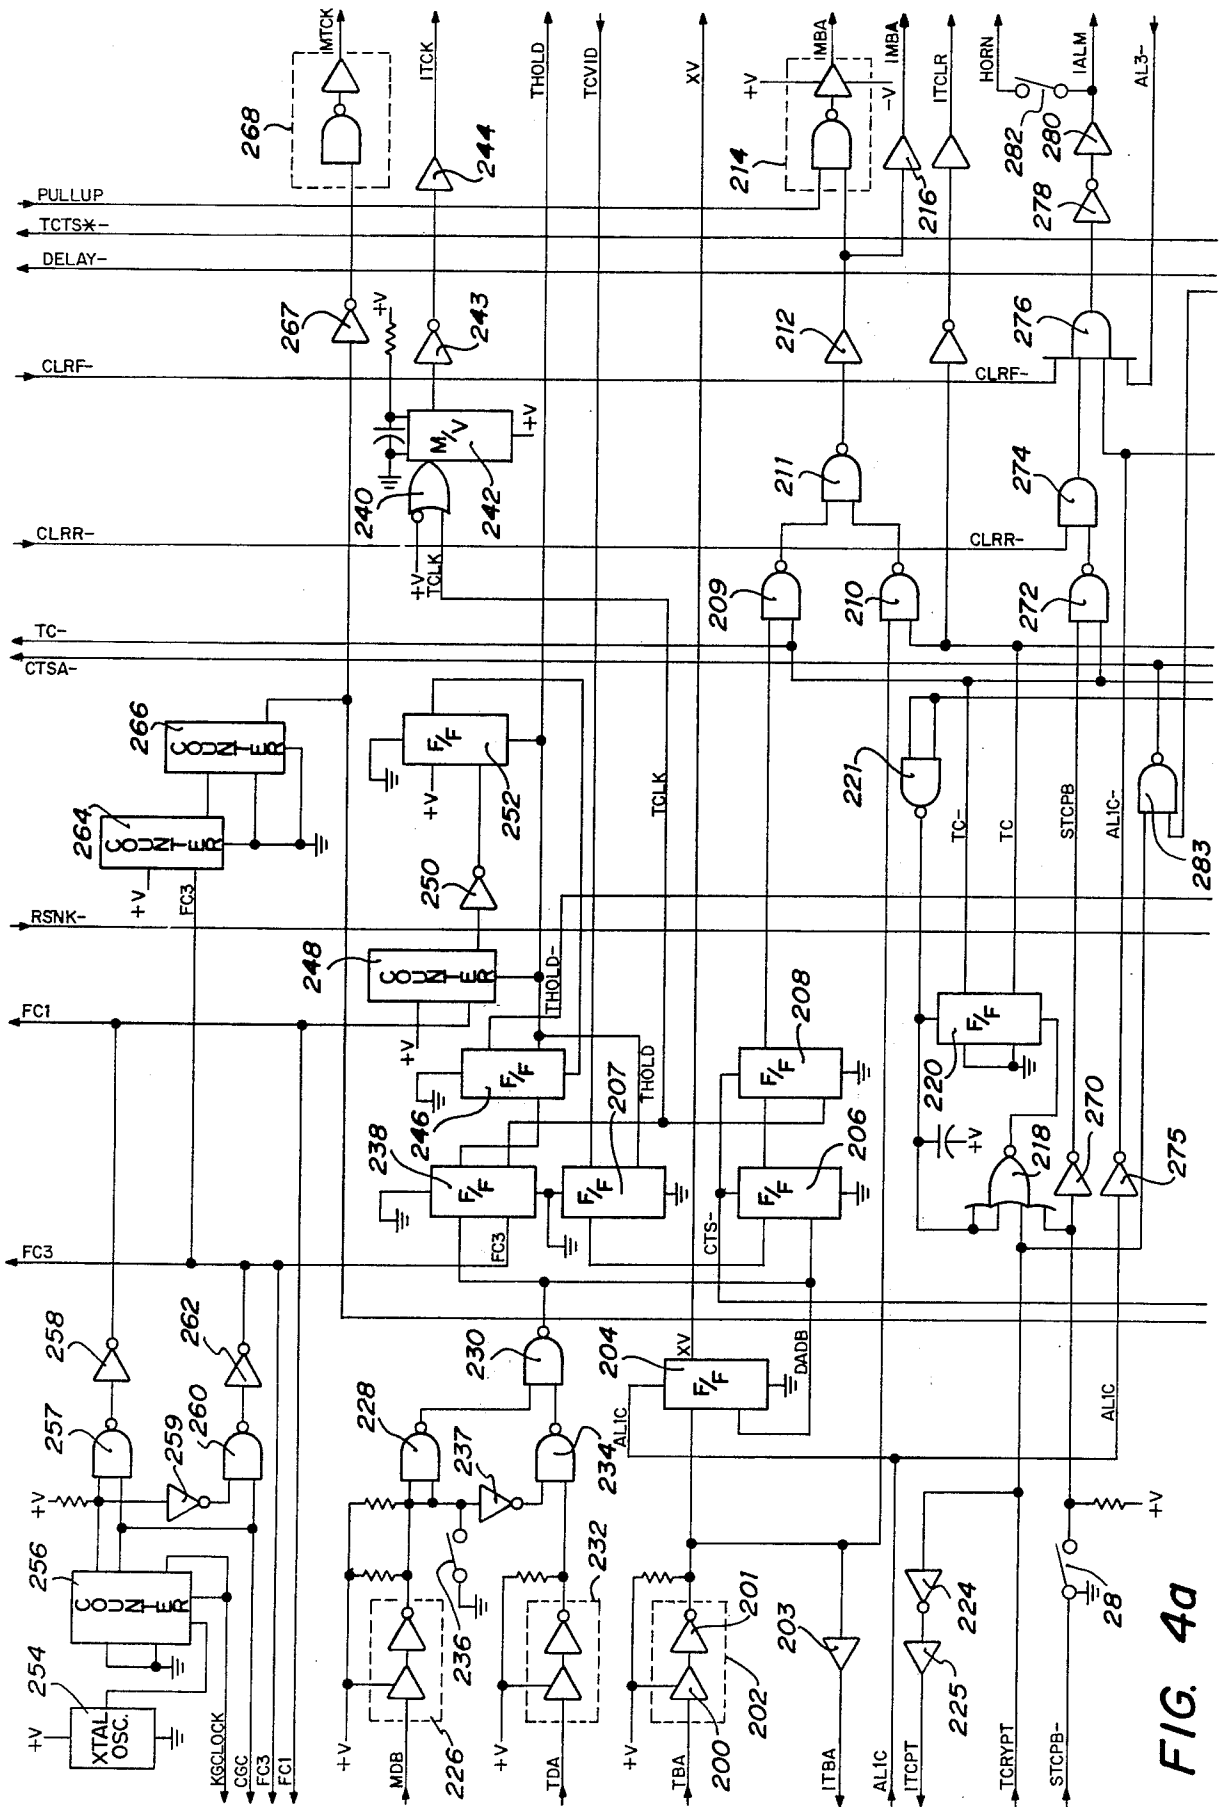 IMTCK
ITCK
THOLD
TCVID
XV
IMBA
IMBA
ITCLR
HORN
IALM
AL3-
268
244
+V
-V
214
216
282
280
278
PULLUP
TCTS*-
DELAY-
267
+V
243
212
276
CLRF-
CLRF-
M/V
+V
240
242
211
274
CLRR-
CLRR-
+V
TCLK
209
210
272
TC-
CTSA-
266
COUNTER
F/F
252
+V
221
TC-
TC
STCPB
AL1C-
283
264
COUNTER
+V
FC3
250
TCLK
RSNK-
248
COUNTER
THOLD-
FC1
+V
F/F
246
F/F
207
THOLD
F/F
208
F/F
220
238
F/F
FC3
F/F
206
+V
218
270
275
FC3
CTS-
258
262
230
204
XV
F/F
DADB
257
259
260
228
237
234
AL1C
AL1C
+V
256
COUNTER
236
232
201
202
203
224
28
+V
254
+V
XTAL
OSC.
+V
226
+V
+V
200
225
KGCLOCK
CGC
FC3
FC1
MDB
TDA
TBA
ITBA
AL1C
ITCPT
TCRYPT
STCPB-
FIG. 4a